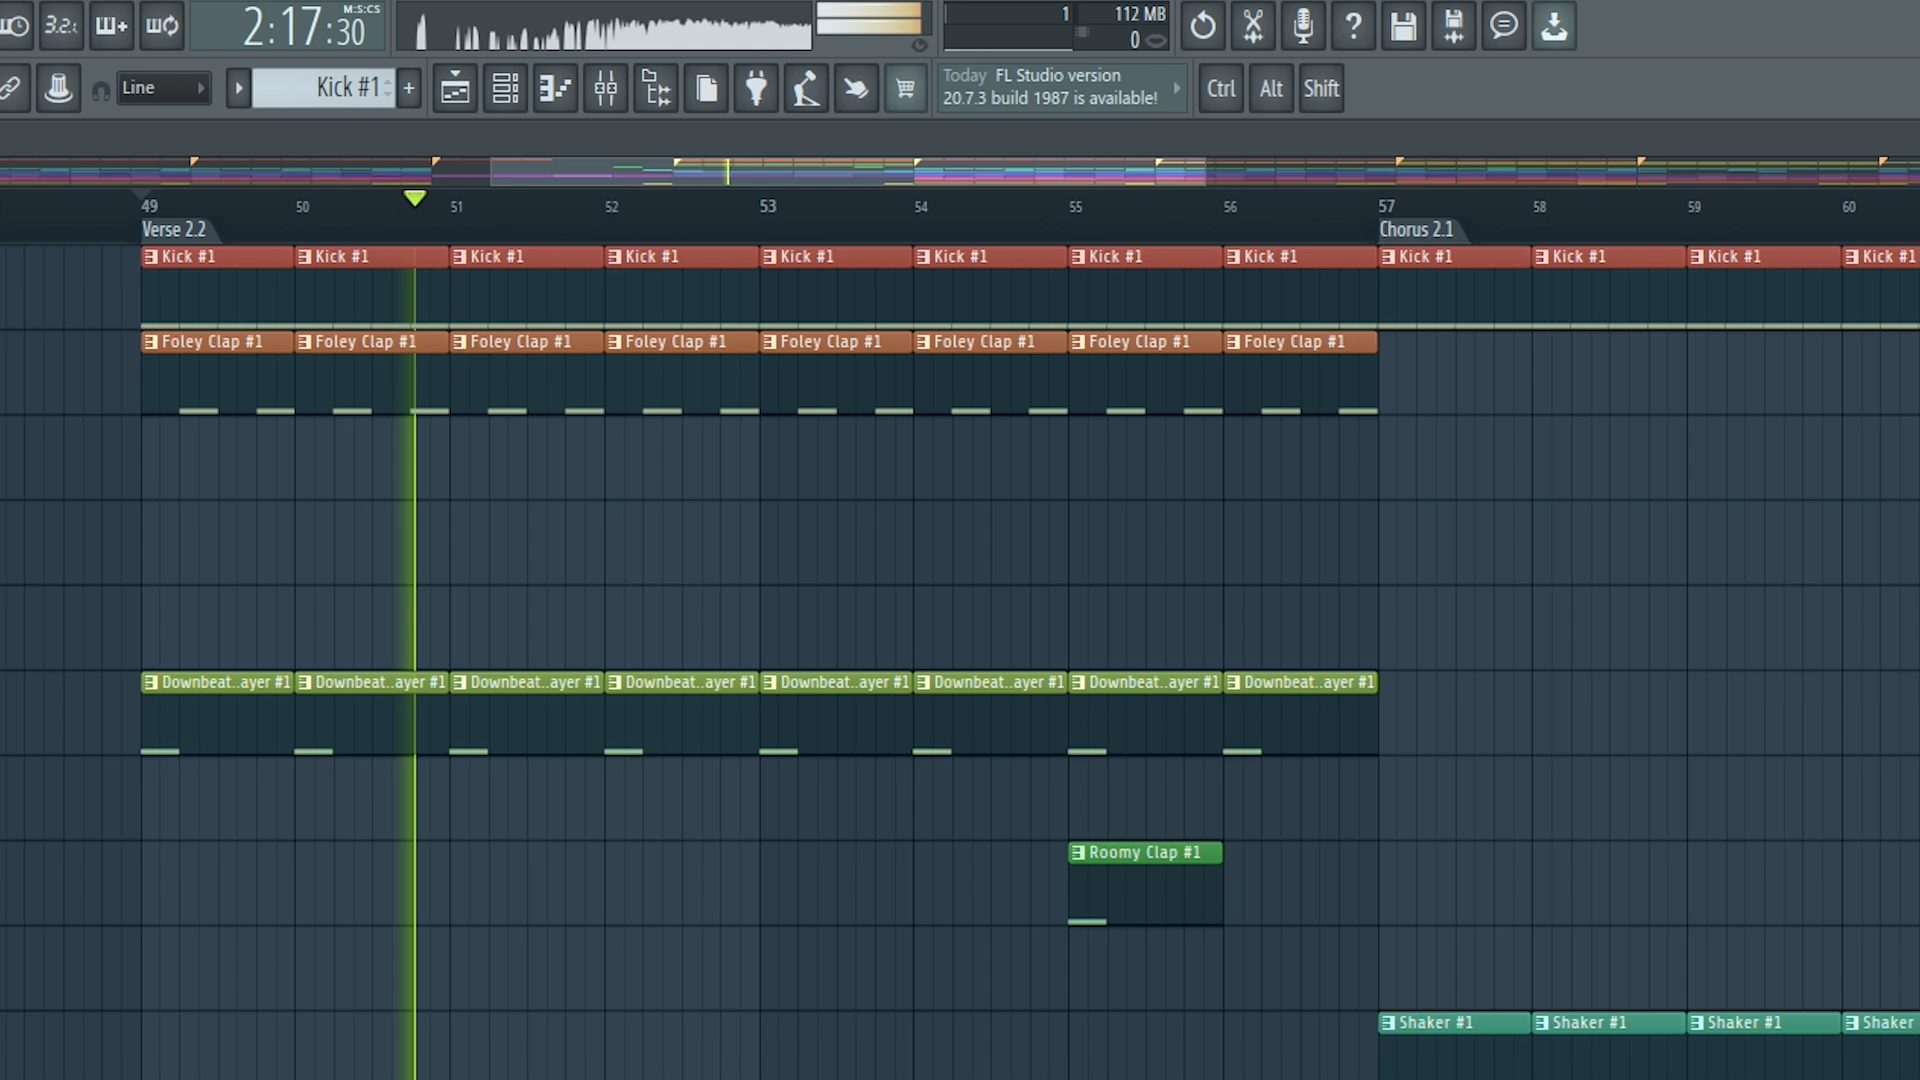 3.2.:
2:17:30
M:S:CS
1
112 MB
0
Line
Kick #1
Today FL Studio version
20.7.3 build 1987 is available!
Ctrl
Alt
Shift
49 50 51 52 53 54 55 56 57 58 59 60
Verse 2.2
Chorus 2.1
Kick #1 Kick #1 Kick #1 Kick #1 Kick #1 Kick #1 Kick #1 Kick #1 Kick #1 Kick #1 Kick #1 Kick #1
Foley Clap #1 Foley Clap #1 Foley Clap #1 Foley Clap #1 Foley Clap #1 Foley Clap #1 Foley Clap #1 Foley Clap #1
Downbeat..ayer #1 Downbeat..ayer #1 Downbeat..ayer #1 Downbeat..ayer #1 Downbeat..ayer #1 Downbeat..ayer #1 Downbeat..ayer #1 Downbeat..ayer #1
Roomy Clap #1
Shaker #1 Shaker #1 Shaker #1 Shaker